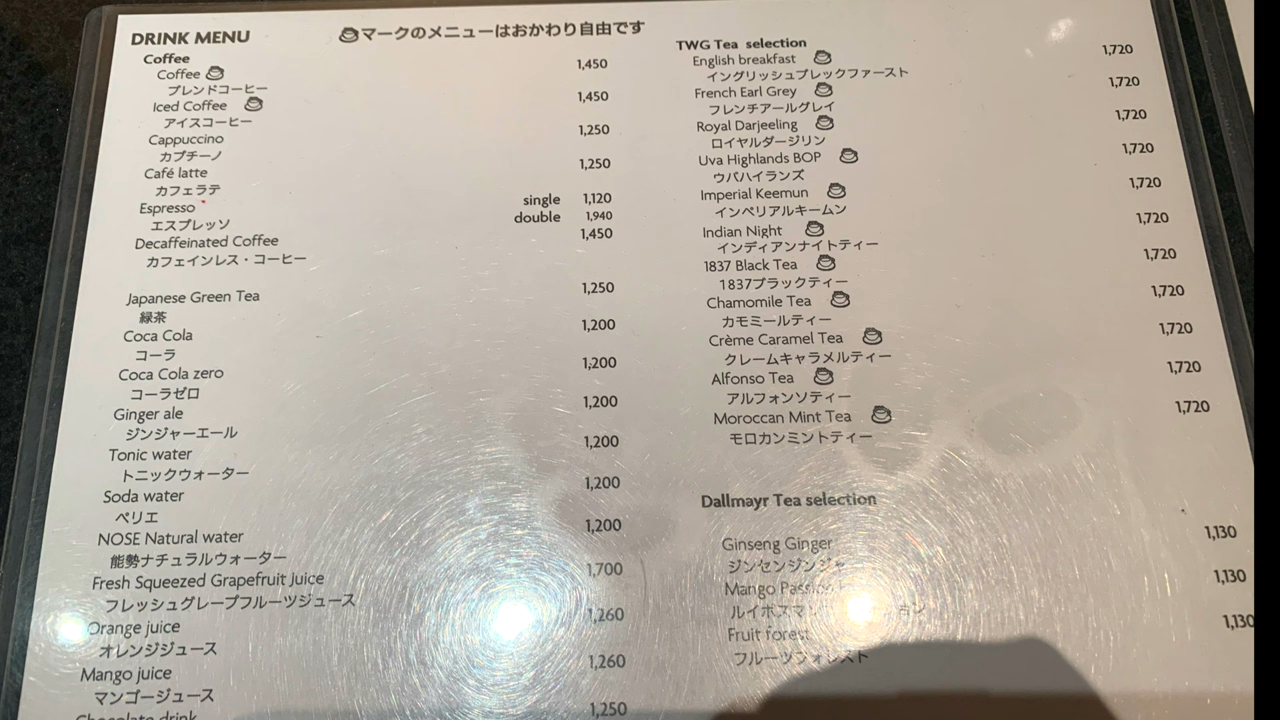 DRINK MENU
マークのメニューはおかわり自由です
Coffee
Coffee 1,450
ブレンドコーヒー
Iced Coffee 1,450
アイスコーヒー
Cappuccino 1,250
カプチーノ
Café latte 1,250
カフェラテ
Espresso single 1,120
エスプレッソ double 1,940
Decaffeinated Coffee 1,450
カフェインレス・コーヒー
Japanese Green Tea 1,250
緑茶
Coca Cola 1,200
コーラ
Coca Cola zero 1,200
コーラゼロ
Ginger ale 1,200
ジンジャーエール
Tonic water 1,200
トニックウォーター
Soda water 1,200
ペリエ
NOSE Natural water 1,200
能勢ナチュラルウォーター
Fresh Squeezed Grapefruit Juice 1,700
フレッシュグレープフルーツジュース
Orange juice 1,260
オレンジジュース
Mango juice 1,260
マンゴージュース
Chocolate drink 1,250
TWG Tea selection
English breakfast 1,720
イングリッシュブレックファースト
French Earl Grey 1,720
フレンチアールグレイ
Royal Darjeeling 1,720
ロイヤルダージリン
Uva Highlands BOP 1,720
ウバハイランズ
Imperial Keemun 1,720
インペリアルキームン
Indian Night 1,720
インディアンナイトティー
1837 Black Tea 1,720
1837ブラックティー
Chamomile Tea 1,720
カモミールティー
Crème Caramel Tea 1,720
クレームキャラメルティー
Alfonso Tea 1,720
アルフォンソティー
Moroccan Mint Tea 1,720
モロカンミントティー
Dallmayr Tea selection
Ginseng Ginger 1,130
ジンセンジンジャ
Mango 1,130
ルイボスマン
Fruit forest 1,130
フルーツフォレスト